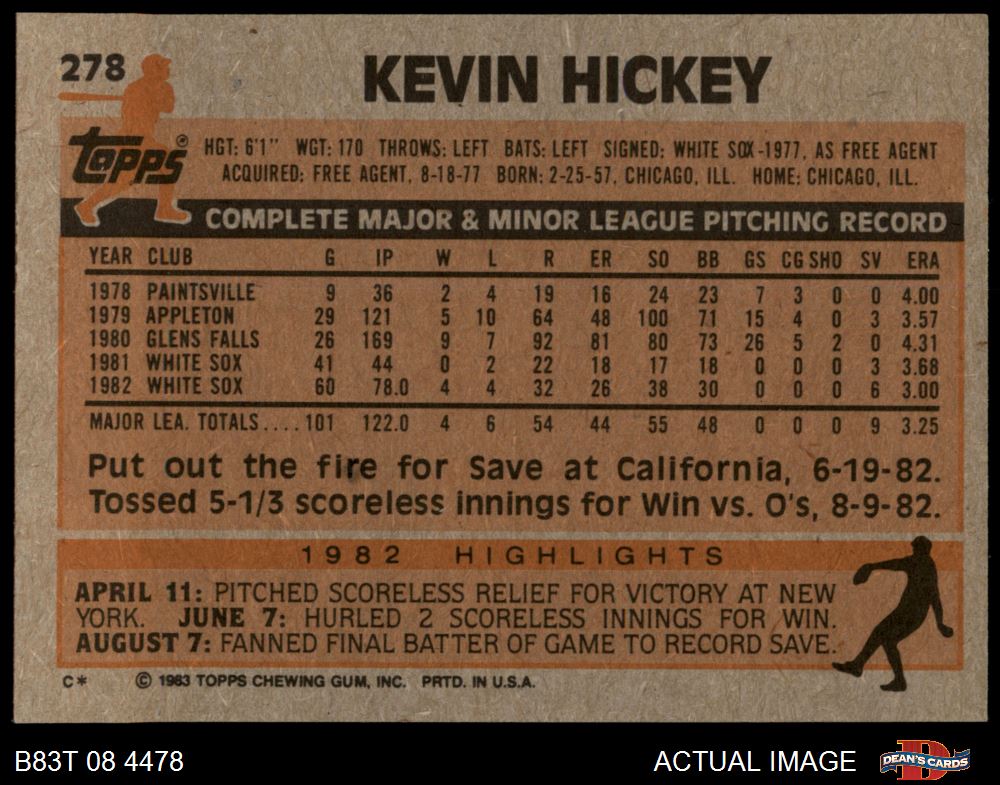 278
KEVIN HICKEY
topps®
HGT: 6'1" WGT: 170 THROWS: LEFT BATS: LEFT SIGNED: WHITE SOX-1977, AS FREE AGENT
ACQUIRED: FREE AGENT, 8-18-77 BORN: 2-25-57, CHICAGO, ILL. HOME: CHICAGO, ILL.
COMPLETE MAJOR & MINOR LEAGUE PITCHING RECORD
YEAR CLUB G IP W L R ER SO BB GS CG SHO SV ERA
1978 PAINTSVILLE 9 36 2 4 19 16 24 23 7 3 0 0 4.00
1979 APPLETON 29 121 5 10 64 48 100 71 15 4 0 3 3.57
1980 GLENS FALLS 26 169 9 7 92 81 80 73 26 5 2 0 4.31
1981 WHITE SOX 41 44 0 2 22 18 17 18 0 0 0 3 3.68
1982 WHITE SOX 60 78.0 4 4 32 26 38 30 0 0 0 6 3.00
MAJOR LEA. TOTALS....101 122.0 4 6 54 44 55 48 0 0 0 9 3.25
Put out the fire for Save at California, 6-19-82.
Tossed 5-1/3 scoreless innings for Win vs. O's, 8-9-82.
1982 HIGHLIGHTS
APRIL 11: PITCHED SCORELESS RELIEF FOR VICTORY AT NEW
YORK. JUNE 7: HURLED 2 SCORELESS INNINGS FOR WIN.
AUGUST 7: FANNED FINAL BATTER OF GAME TO RECORD SAVE.
C* © 1983 TOPPS CHEWING GUM, INC. PRTD. IN U.S.A.
B83T 08 4478 ACTUAL IMAGE D DEAN'S CARDS